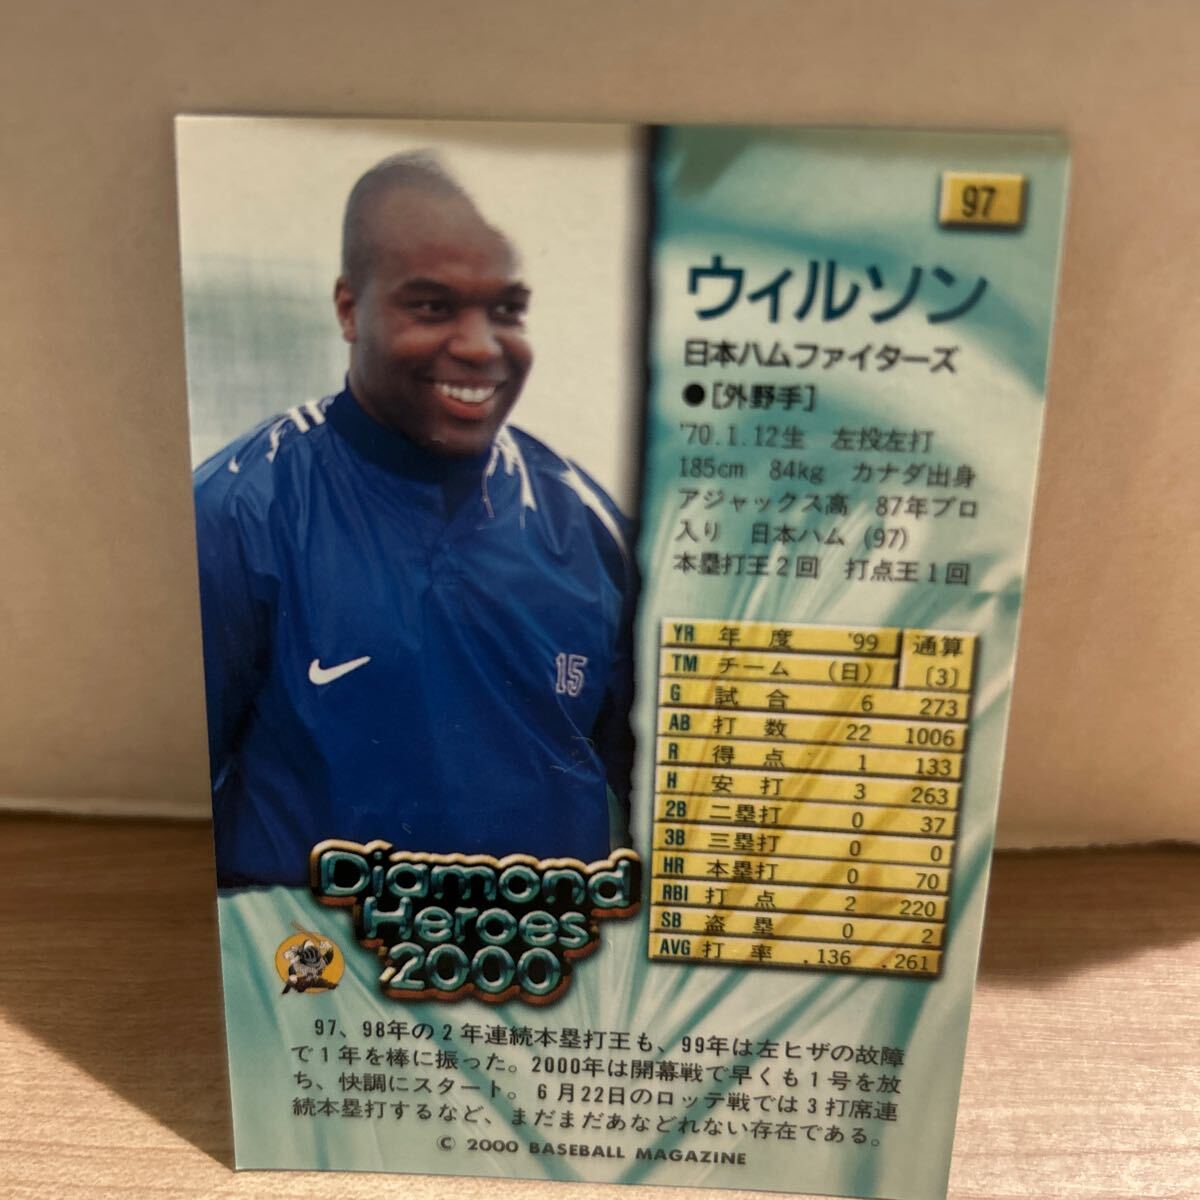 97
ウィルソン
日本ハムファイターズ
●[外野手]
'70.1.12生 左投左打
185cm 84kg カナダ出身
アジャックス高 87年プロ
入り 日本ハム (97)
本塁打王2回 打点王1回
YR 年度 '99 通算
TM チーム (日) [3]
G 試合 6 273
AB 打数 22 1006
R 得点 1 133
H 安打 3 263
2B 二塁打 0 37
3B 三塁打 0 0
HR 本塁打 0 70
RBI 打点 2 220
SB 盗塁 0 2
AVG 打率 .136 .261
15
Diamond
Heroes
2000
97、98年の2年連続本塁打王も、99年は左ヒザの故障
で1年を棒に振った。2000年は開幕戦で早くも1号を放
ち、快調にスタート。6月22日のロッテ戦では3打席連
続本塁打するなど、まだまだあなどれない存在である。
© 2000 BASEBALL MAGAZINE